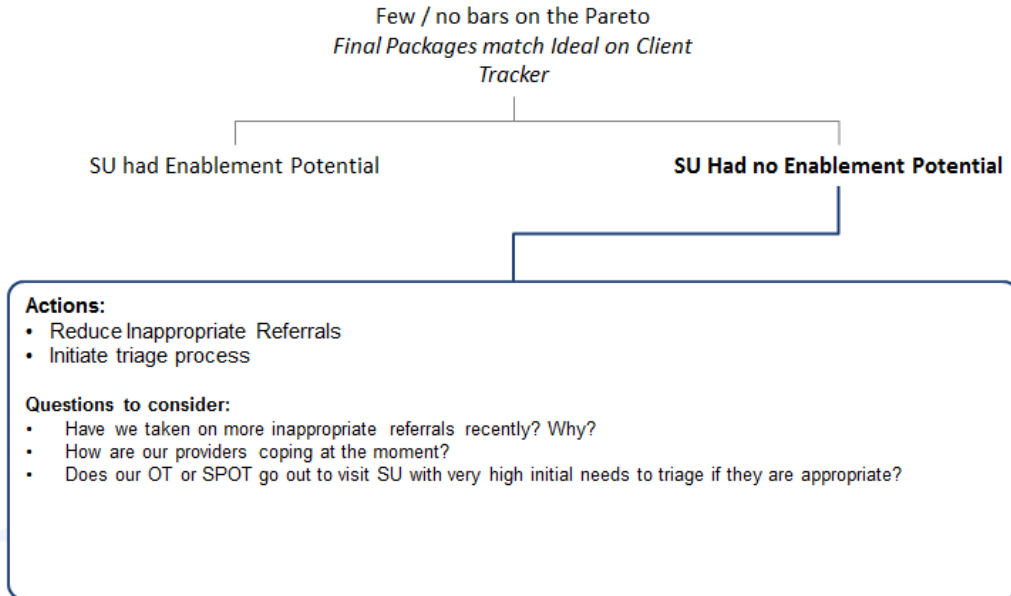 Few / no bars on the Pareto
Final Packages match Ideal on Client
Tracker
SU had Enablement Potential
SU Had no Enablement Potential
Actions:
• Reduce Inappropriate Referrals
• Initiate triage process
Questions to consider:
• Have we taken on more inappropriate referrals recently? Why?
• How are our providers coping at the moment?
• Does our OT or SPOT go out to visit SU with very high initial needs to triage if they are appropriate?